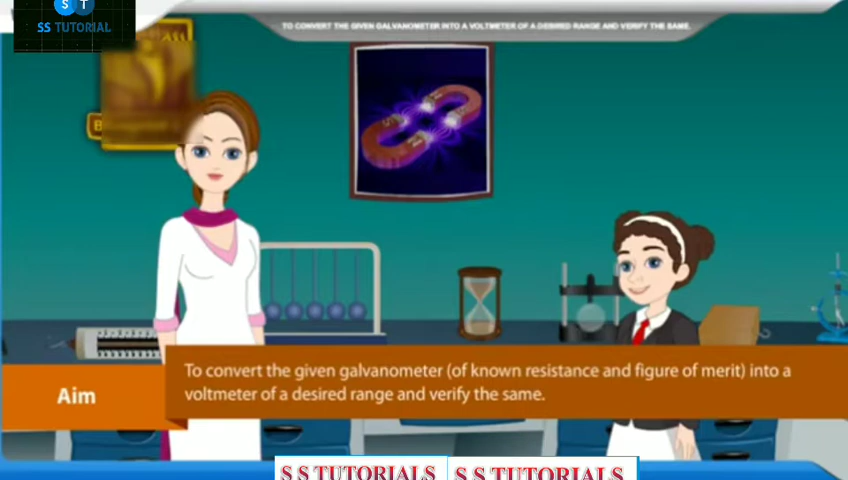 S T
SS TUTORIAL
TO CONVERT THE GIVEN GALVANOMETER INTO A VOLTMETER OF A DESIRED RANGE AND VERIFY THE SAME.
Aim
To convert the given galvanometer (of known resistance and figure of merit) into a
voltmeter of a desired range and verify the same.
S S TUTORIALS S S TUTORIALS